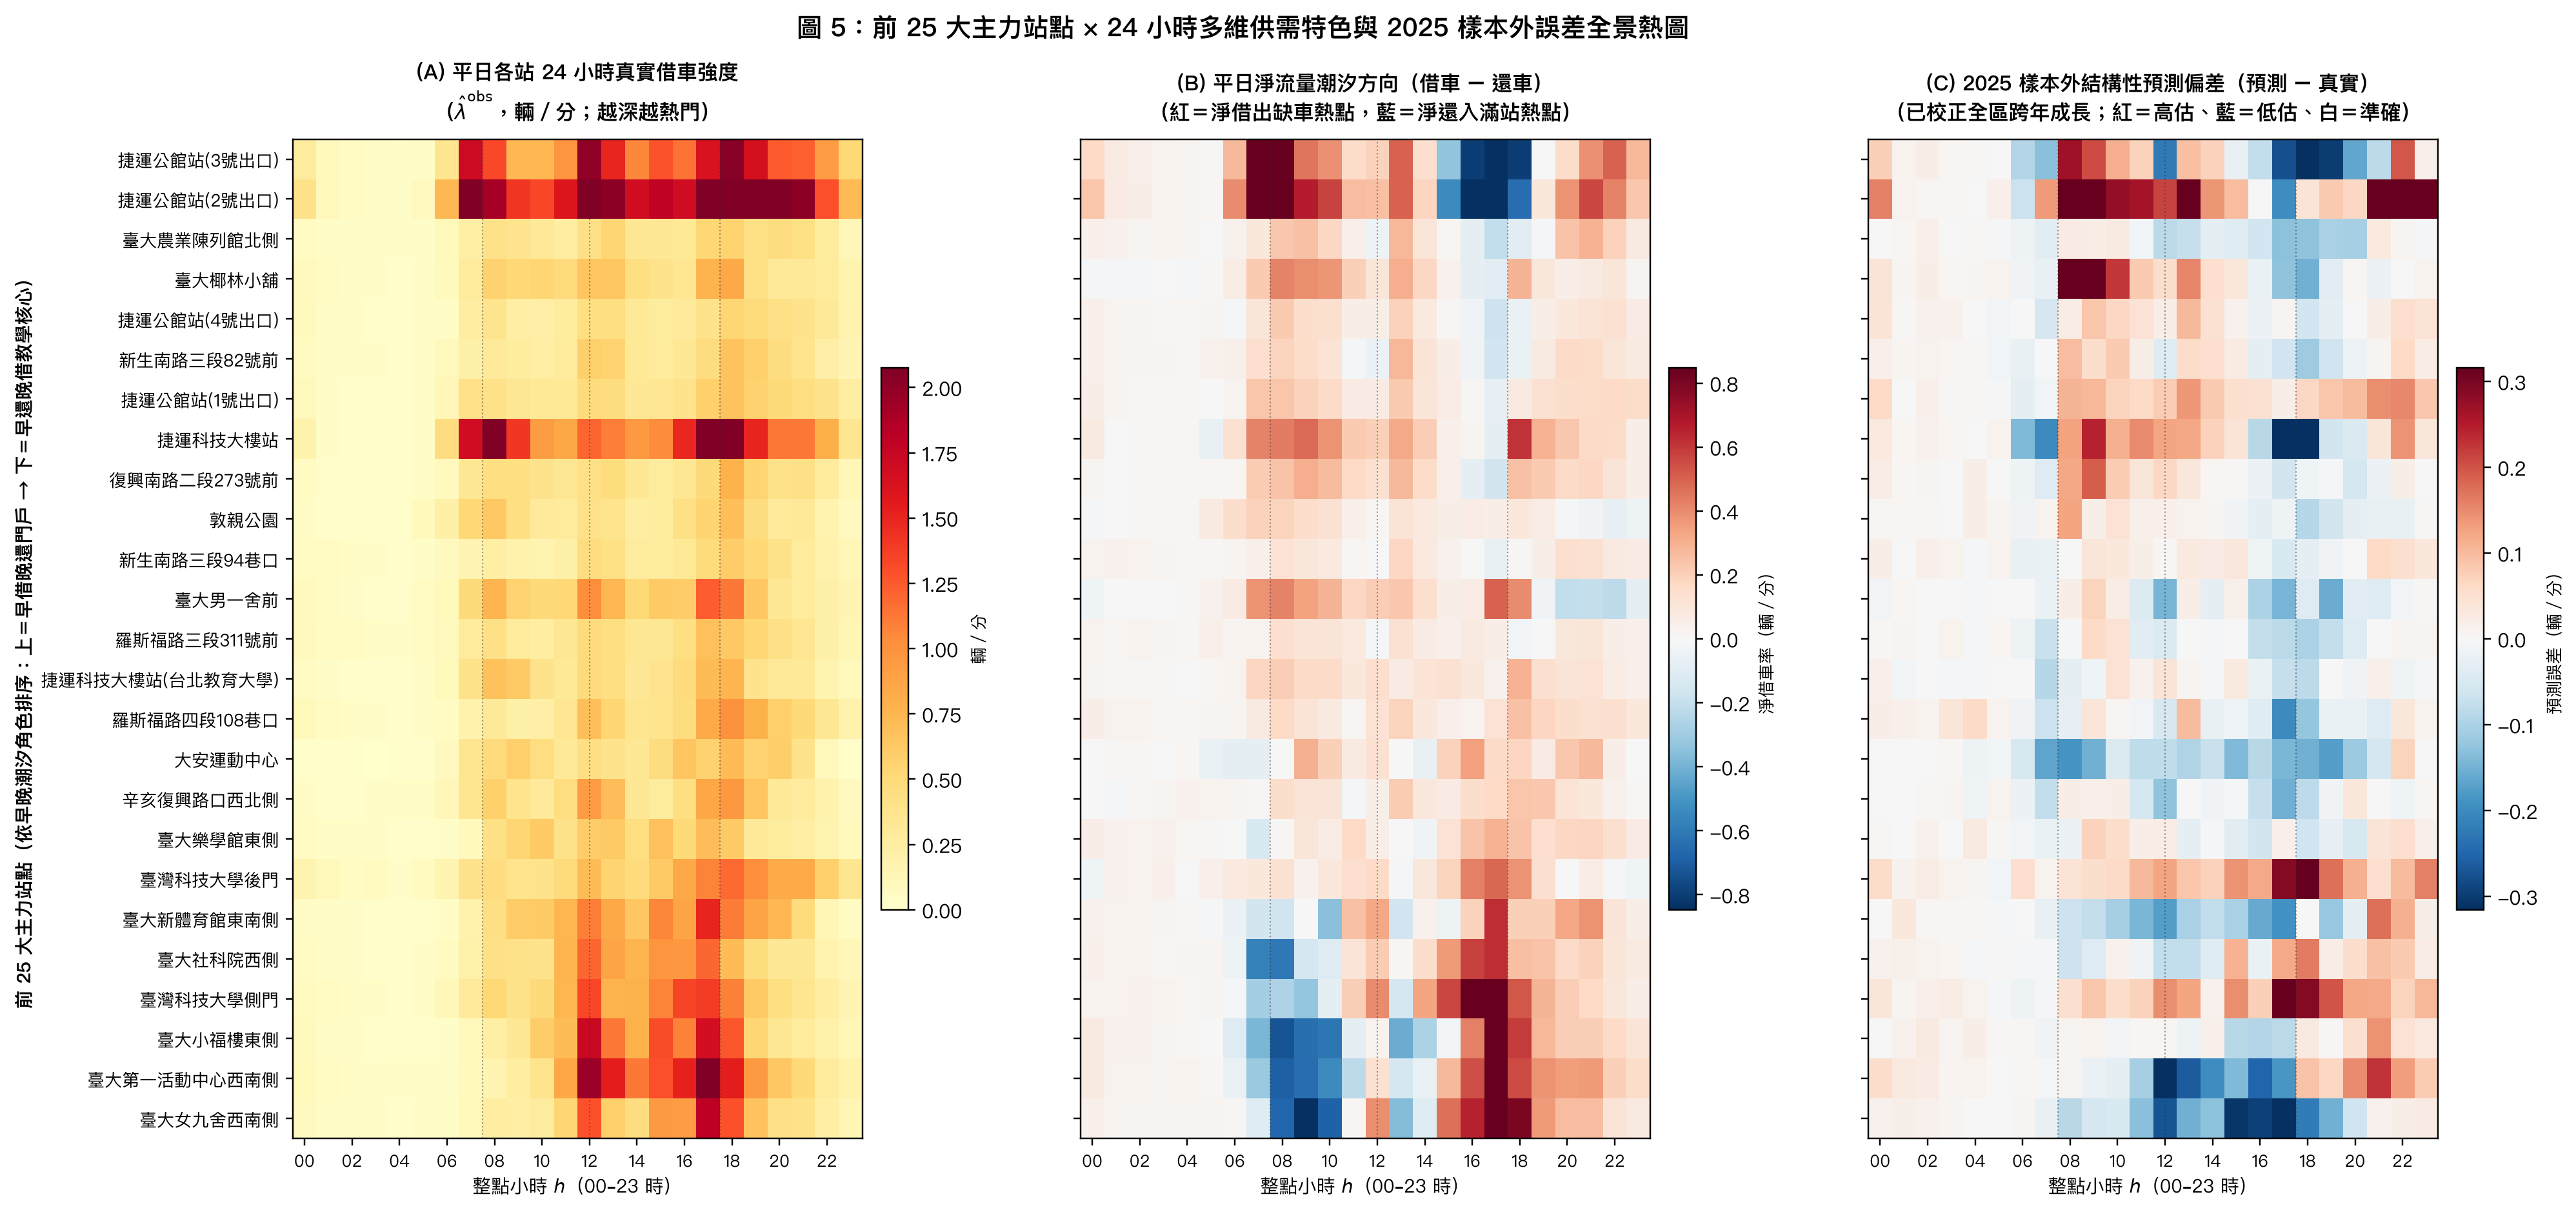 圖 5：前 25 大主力站點 × 24 小時多維供需特色與 2025 樣本外誤差全景熱圖
(A) 平日各站 24 小時真實借車強度
(λ̂obs，輛 / 分；越深越熱門)
前 25 大主力站點（依早晚潮汐角色排序：上＝早借晚還門戶 → 下＝早還晚借教學核心）
捷運公館站(3號出口)
捷運公館站(2號出口)
臺大農業陳列館北側
臺大椰林小舖
捷運公館站(4號出口)
新生南路三段82號前
捷運公館站(1號出口)
捷運科技大樓站
復興南路二段273號前
敦親公園
新生南路三段94巷口
臺大男一舍前
羅斯福路三段311號前
捷運科技大樓站(台北教育大學)
羅斯福路四段108巷口
大安運動中心
辛亥復興路口西北側
臺大樂學館東側
臺灣科技大學後門
臺大新體育館東南側
臺大社科院西側
臺灣科技大學側門
臺大小福樓東側
臺大第一活動中心西南側
臺大女九舍西南側
00 02 04 06 08 10 12 14 16 18 20 22
整點小時 h（00–23 時）
2.00
1.75
1.50
1.25
1.00
0.75
0.50
0.25
0.00
輛 / 分
(B) 平日淨流量潮汐方向（借車 − 還車）
（紅＝淨借出缺車熱點，藍＝淨還入滿站熱點）
00 02 04 06 08 10 12 14 16 18 20 22
整點小時 h（00–23 時）
0.8
0.6
0.4
0.2
0.0
−0.2
−0.4
−0.6
−0.8
淨借車率（輛 / 分）
(C) 2025 樣本外結構性預測偏差（預測 − 真實）
（已校正全區跨年成長；紅＝高估、藍＝低估、白＝準確）
00 02 04 06 08 10 12 14 16 18 20 22
整點小時 h（00–23 時）
0.3
0.2
0.1
0.0
−0.1
−0.2
−0.3
預測誤差（輛 / 分）